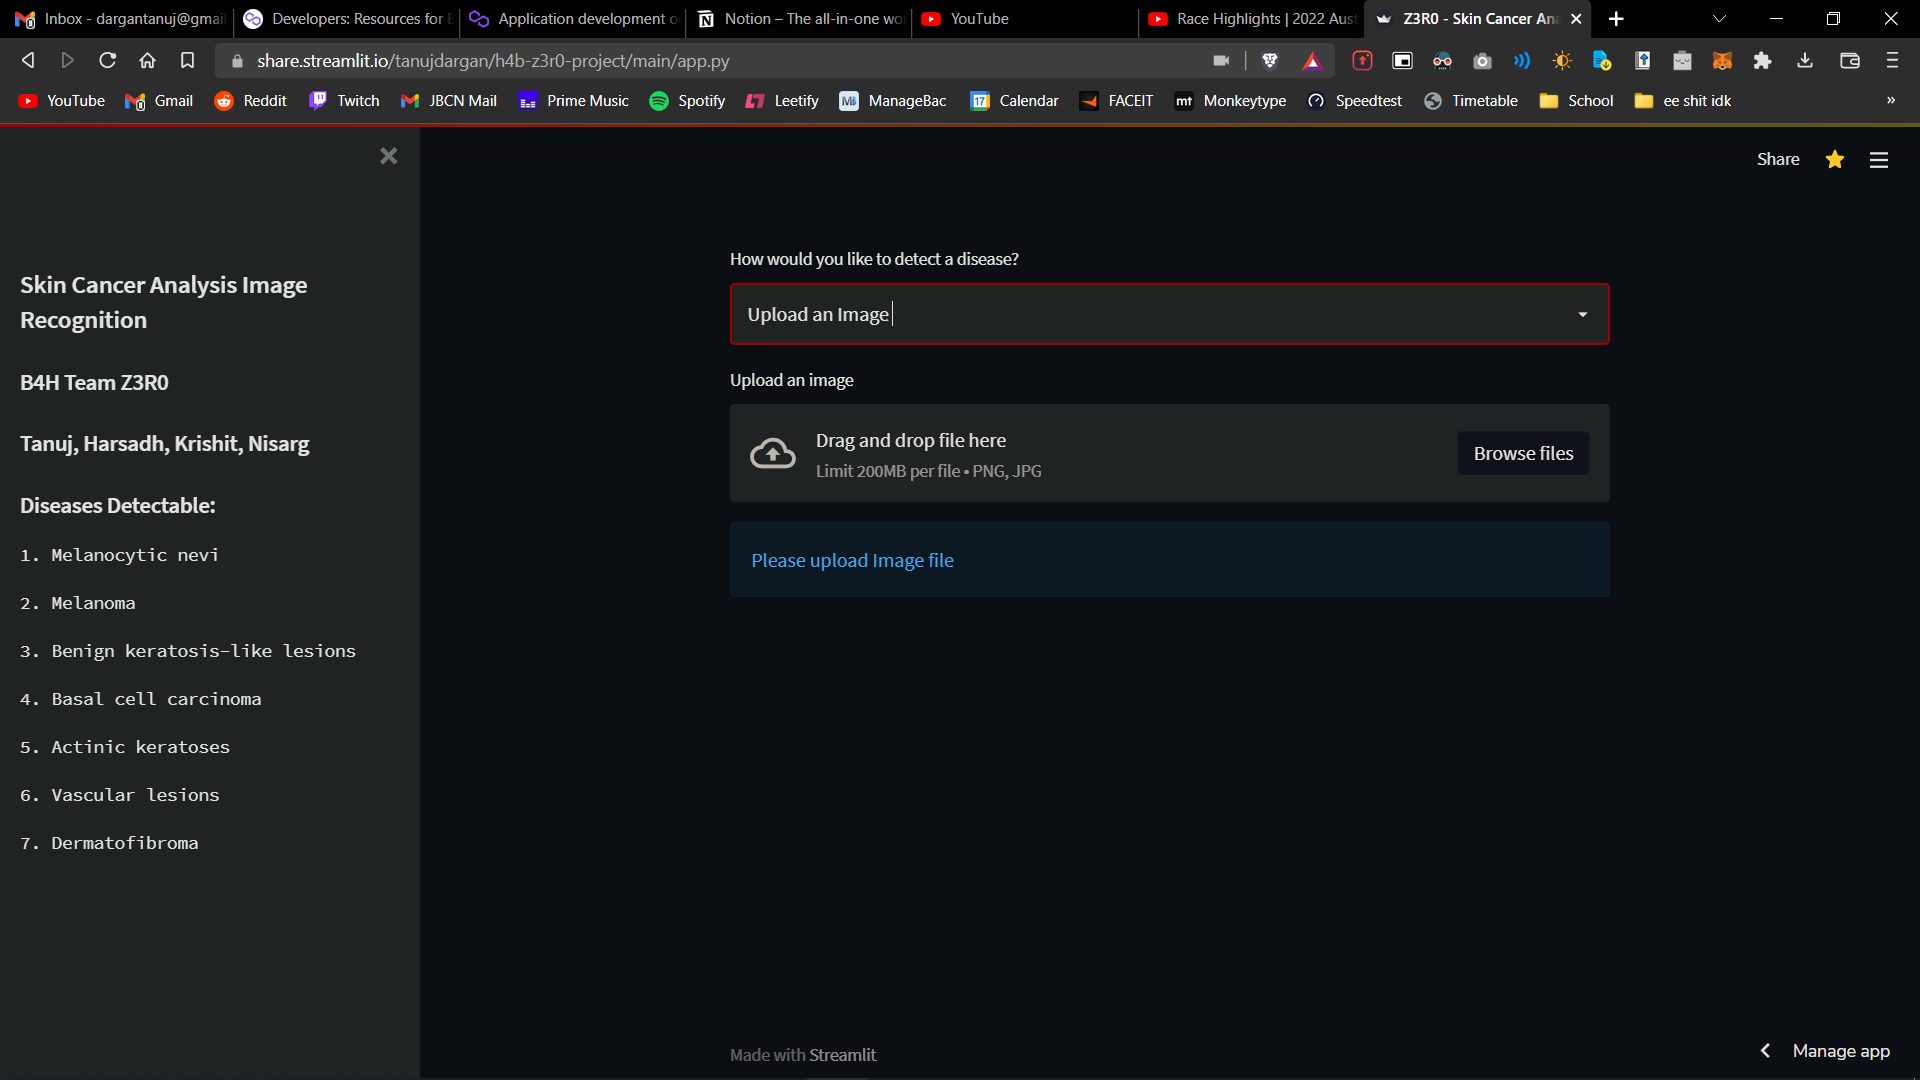 Inbox - dargantanuj@gmai
Developers: Resources for
Application development o
Notion – The all-in-one wo
YouTube
Race Highlights | 2022 Aust
Z3R0 - Skin Cancer Ana
share.streamlit.io/tanujdargan/h4b-z3r0-project/main/app.py
YouTube
Gmail
Reddit
Twitch
JBCN Mail
Prime Music
Spotify
Leetify
ManageBac
Calendar
FACEIT
Monkeytype
Speedtest
Timetable
School
ee shit idk
»
Share
Skin Cancer Analysis Image
Recognition
B4H Team Z3R0
Tanuj, Harsadh, Krishit, Nisarg
Diseases Detectable:
1. Melanocytic nevi
2. Melanoma
3. Benign keratosis-like lesions
4. Basal cell carcinoma
5. Actinic keratoses
6. Vascular lesions
7. Dermatofibroma
How would you like to detect a disease?
Upload an Image
Upload an image
Drag and drop file here
Limit 200MB per file • PNG, JPG
Browse files
Please upload Image file
Made with Streamlit
Manage app